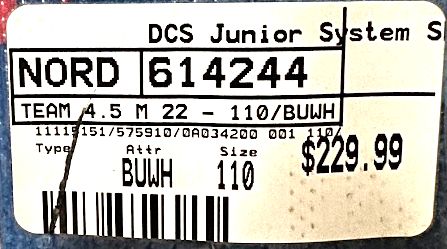 DCS Junior System S
NORD 614244
TEAM 4.5 M 22 - 110/BUWH
11115151/575910/0A034200 001 110/
Type Attr Size
BUWH 110 $229.99